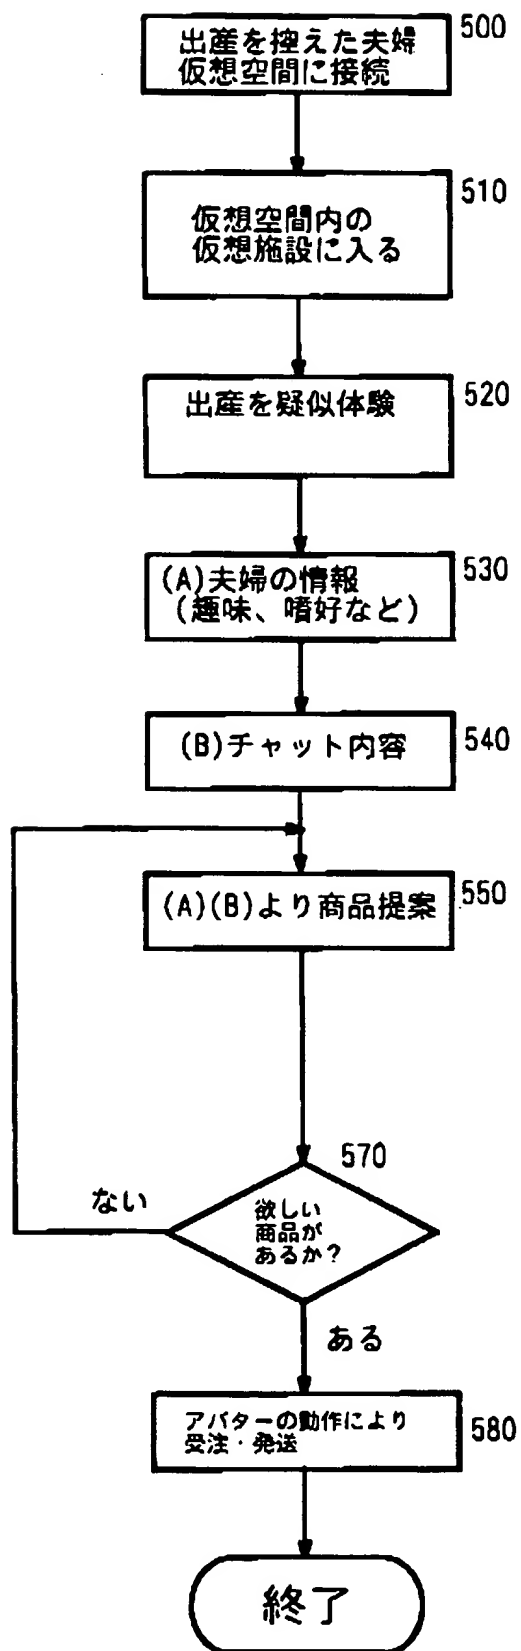 出産を控えた夫婦
仮想空間に接続
500
仮想空間内の
仮想施設に入る
510
出産を疑似体験
520
(A)夫婦の情報
(趣味、嗜好など)
530
(B)チャット内容
540
(A)(B)より商品提案
550
570
ない
欲しい
商品が
あるか?
ある
アバターの動作により
受注・発送
580
終了